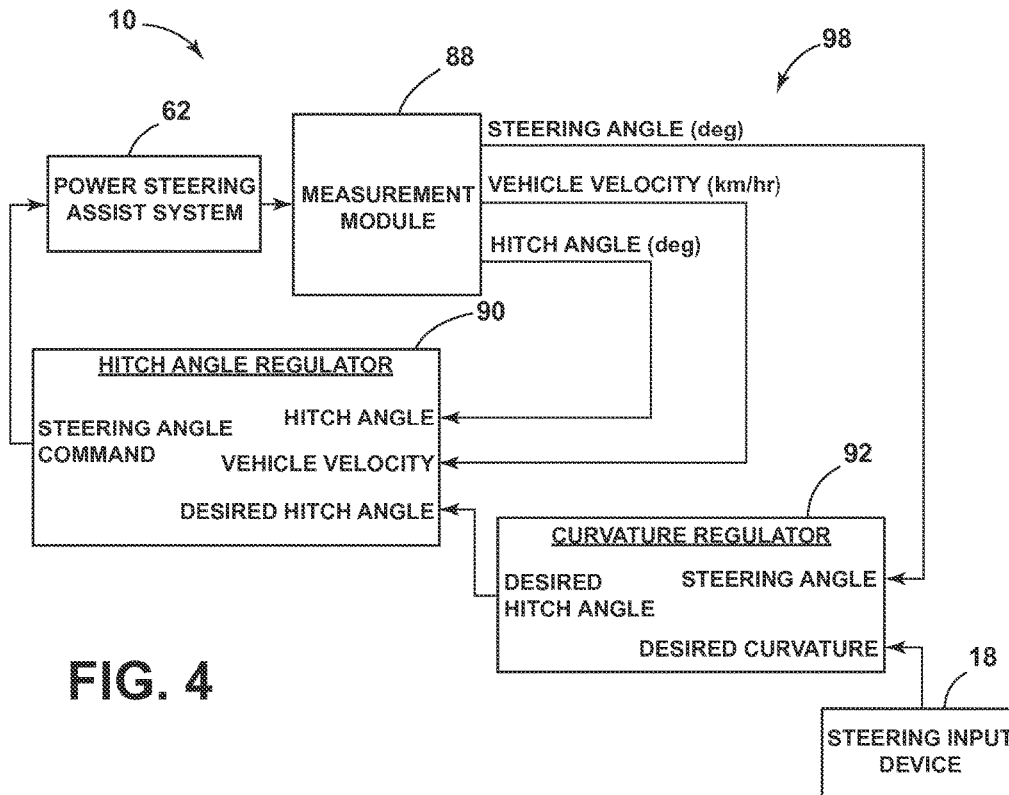 10
98
88
62
STEERING ANGLE (deg)
POWER STEERING
ASSIST SYSTEM
MEASUREMENT
MODULE
VEHICLE VELOCITY (km/hr)
HITCH ANGLE (deg)
90
HITCH ANGLE REGULATOR
HITCH ANGLE
STEERING ANGLE
COMMAND
VEHICLE VELOCITY
DESIRED HITCH ANGLE
92
CURVATURE REGULATOR
STEERING ANGLE
DESIRED
HITCH ANGLE
DESIRED CURVATURE
FIG. 4
18
STEERING INPUT
DEVICE